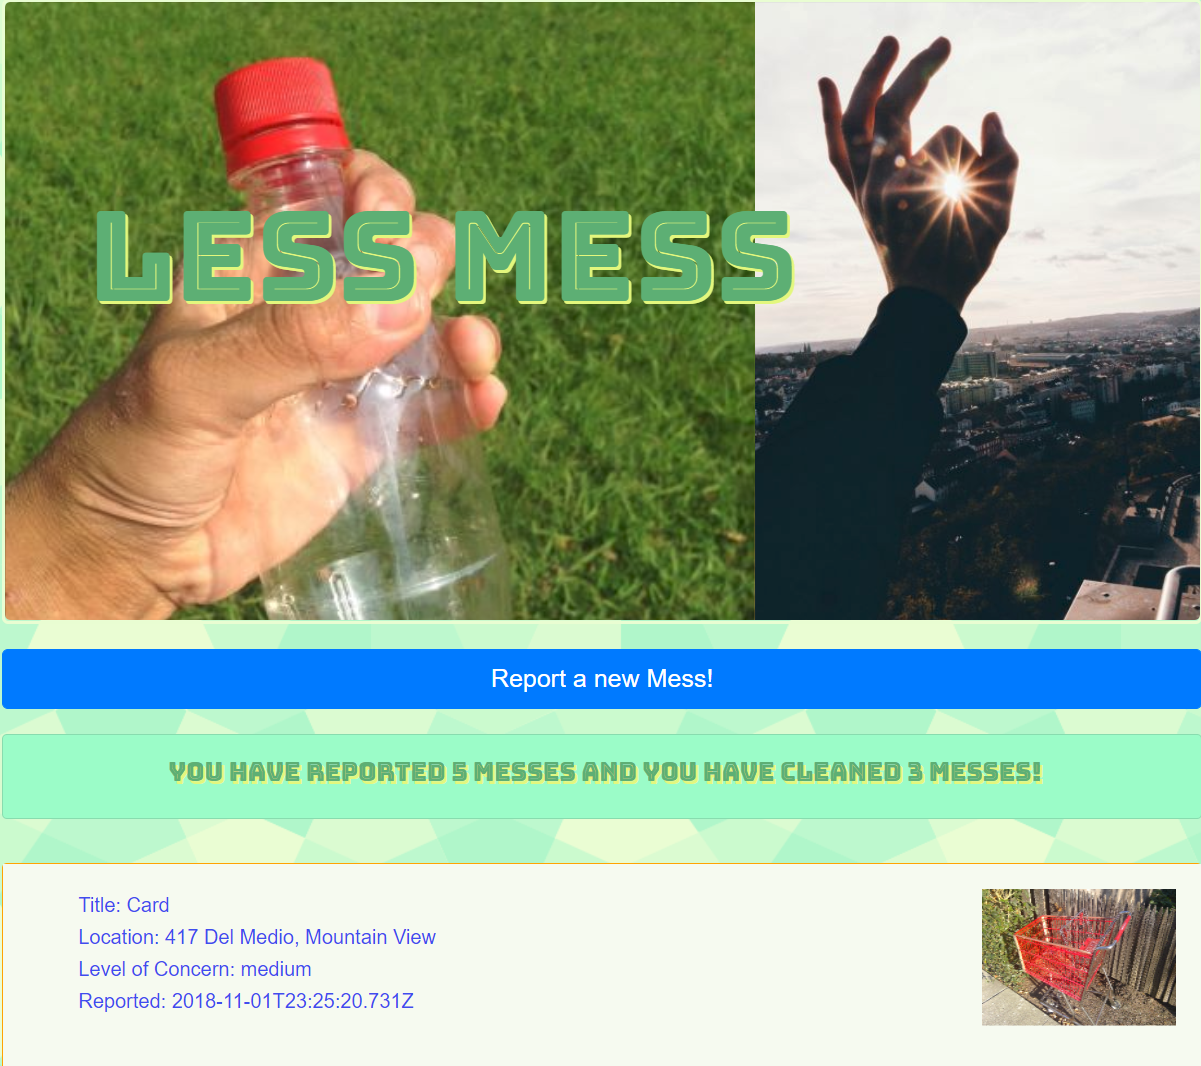 LESS MESS
Report a new Mess!
YOU HAVE REPORTED 5 MESSES AND YOU HAVE CLEANED 3 MESSES!
Title: Card
Location: 417 Del Medio, Mountain View
Level of Concern: medium
Reported: 2018-11-01T23:25:20.731Z